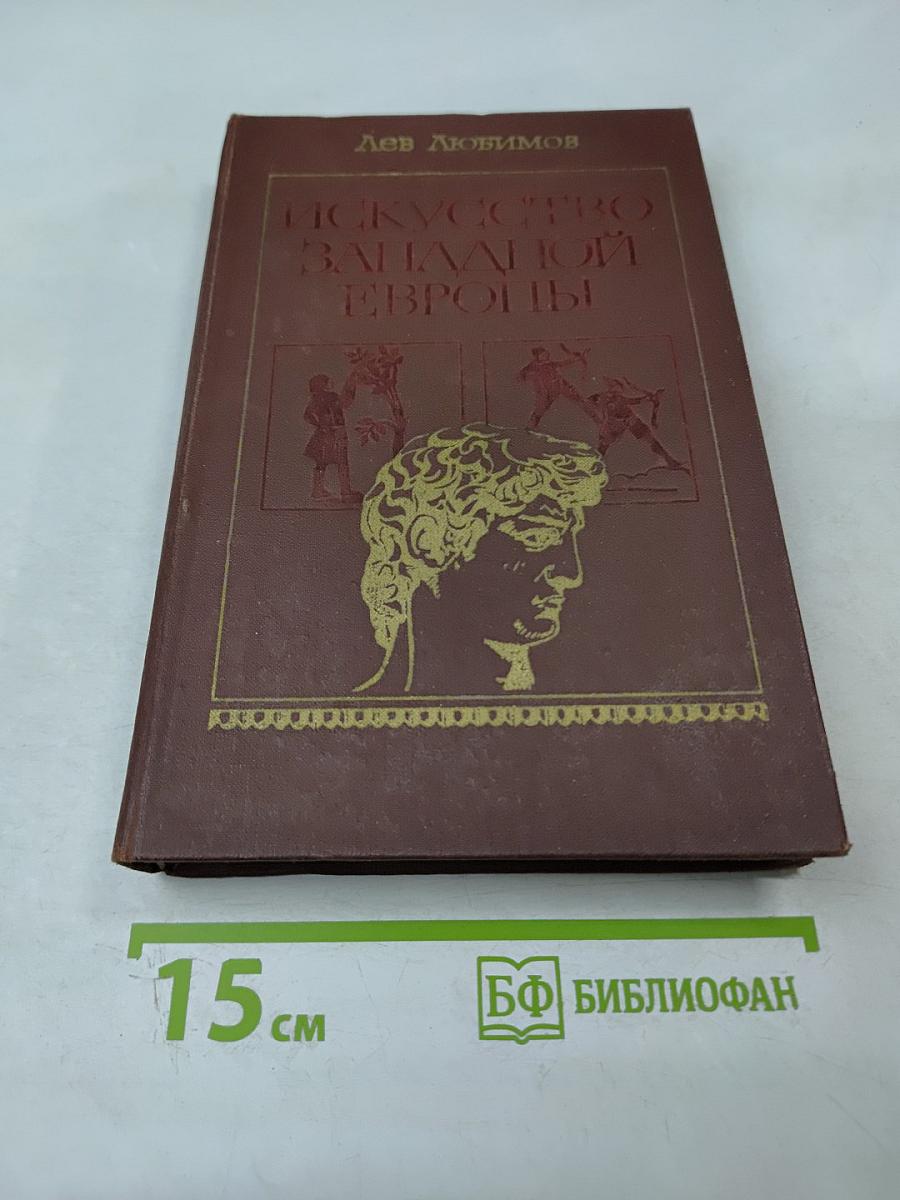 Лев Любимов
ИСКУССТВО
ЗАПАДНОЙ
ЕВРОПЫ
15 см
БФ БИБЛИОФАН